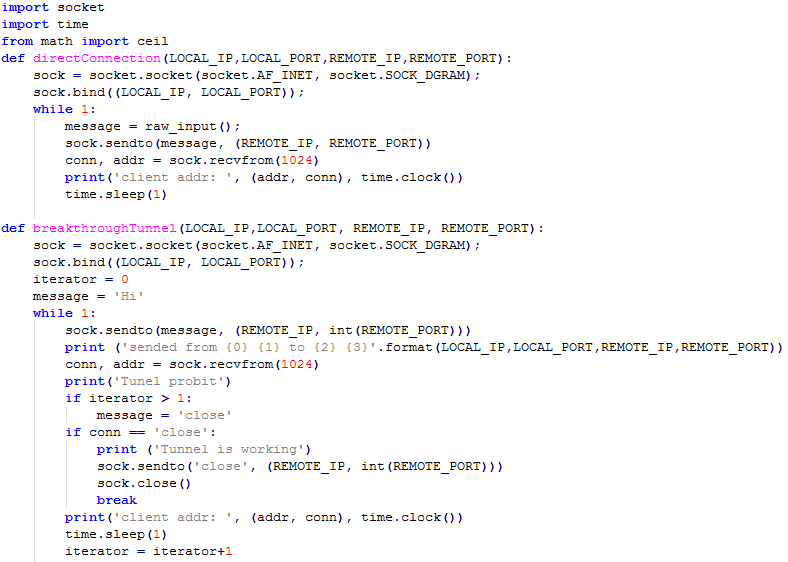 import socket
import time
from math import ceil
def directConnection(LOCAL_IP,LOCAL_PORT,REMOTE_IP,REMOTE_PORT):
    sock = socket.socket(socket.AF_INET, socket.SOCK_DGRAM);
    sock.bind((LOCAL_IP, LOCAL_PORT));
    while 1:
        message = raw_input();
        sock.sendto(message, (REMOTE_IP, REMOTE_PORT))
        conn, addr = sock.recvfrom(1024)
        print('client addr: ', (addr, conn), time.clock())
        time.sleep(1)

def breakthroughTunnel(LOCAL_IP,LOCAL_PORT, REMOTE_IP, REMOTE_PORT):
    sock = socket.socket(socket.AF_INET, socket.SOCK_DGRAM);
    sock.bind((LOCAL_IP, LOCAL_PORT));
    iterator = 0
    message = 'Hi'
    while 1:
        sock.sendto(message, (REMOTE_IP, int(REMOTE_PORT)))
        print ('sended from {0} {1} to {2} {3}'.format(LOCAL_IP,LOCAL_PORT,REMOTE_IP,REMOTE_PORT))
        conn, addr = sock.recvfrom(1024)
        print('Tunel probit')
        if iterator > 1:
            message = 'close'
        if conn == 'close':
            print ('Tunnel is working')
            sock.sendto('close', (REMOTE_IP, int(REMOTE_PORT)))
            sock.close()
            break
        print('client addr: ', (addr, conn), time.clock())
        time.sleep(1)
        iterator = iterator+1